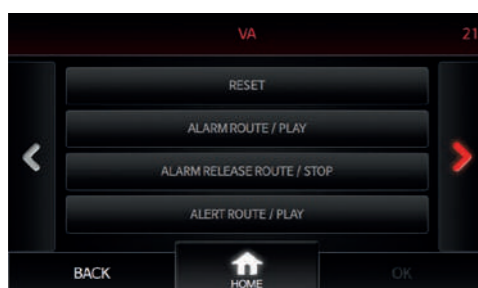 VA 21
RESET
ALARM ROUTE / PLAY
ALARM RELEASE ROUTE / STOP
ALERT ROUTE / PLAY
BACK HOME OK